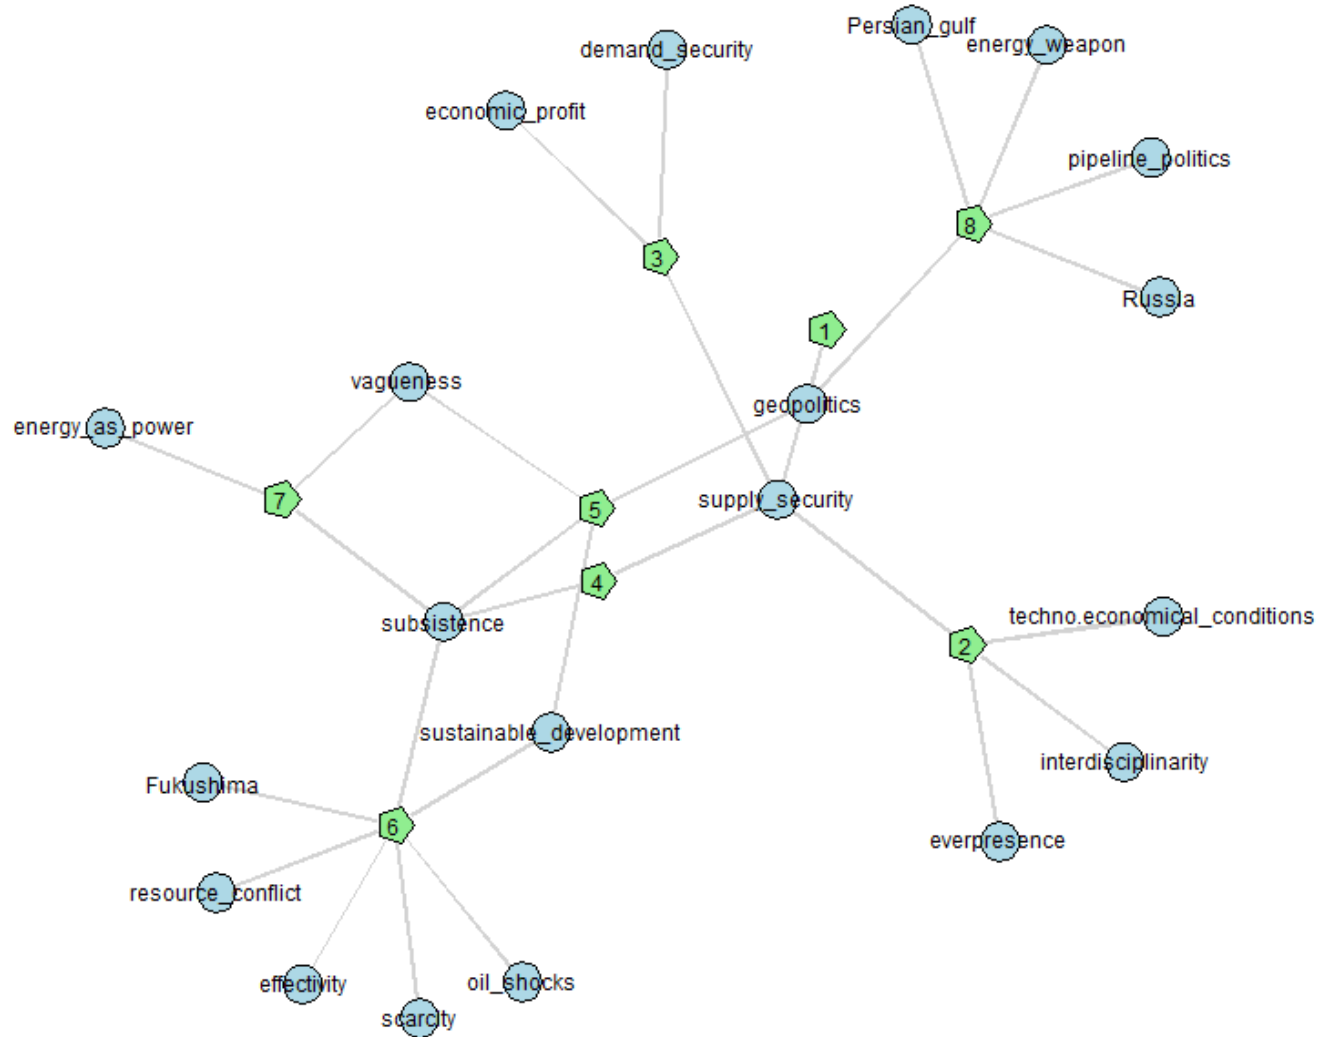 Persian_gulf
energy_weapon
demand_security
economic_profit
pipeline_politics
8
3
Russia
1
vagueness
geopolitics
energy_as_power
7
5
supply_security
4
subsistence
techno.economical_conditions
2
sustainable_development
interdisciplinarity
Fukushima
6
everpresence
resource_conflict
effectivity
oil_shocks
scarcity